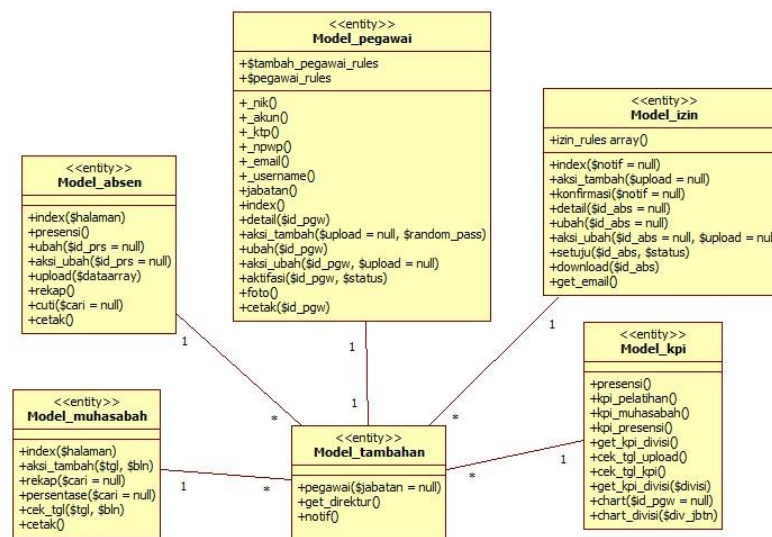 <<entity>>
Model_pegawai
+$tambah_pegawai_rules
+$pegawai_rules
+_nik()
+_akun()
+_ktp()
+_npwp()
+_email()
+_username()
+jabatan()
+index()
+detail($id_pgw)
+aksi_tambah($upload = null, $random_pass)
+ubah($id_pgw)
+aksi_ubah($id_pgw, $upload = null)
+aktifasi($id_pgw, $status)
+foto()
+cetak($id_pgw)
<<entity>>
Model_izin
+izin_rules array()
+index($notif = null)
+aksi_tambah($upload = null)
+konfirmasi($notif = null)
+detail($id_abs = null)
+ubah($id_abs = null)
+aksi_ubah($id_abs = null, $upload = null
+setuju($id_abs, $status)
+download($id_abs)
+get_email()
<<entity>>
Model_absen
+index($halaman)
+presensi()
+ubah($id_prs = null)
+aksi_ubah($id_prs = null)
+upload($dataarray)
+rekap()
+cuti($cari = null)
+cetak()
1
1
1
<<entity>>
Model_kpi
+presensi()
+kpi_pelatihan()
+kpi_muhasabah()
+kpi_presensi()
+get_kpi_divisi()
+cek_tgl_upload()
+cek_tgl_kpi()
+get_kpi_divisi($divisi)
+chart($id_pgw = null)
+chart_divisi($div_jbtn)
<<entity>>
Model_muhasabah
+index($halaman)
+aksi_tambah($tgl, $bln)
+rekap($cari = null)
+persentase($cari = null)
+cek_tgl($tgl, $bln)
+cetak()
*
1
*
<<entity>>
Model_tambahan
+pegawai($jabatan = null)
+get_direktur()
+notif()
1
*
*
1